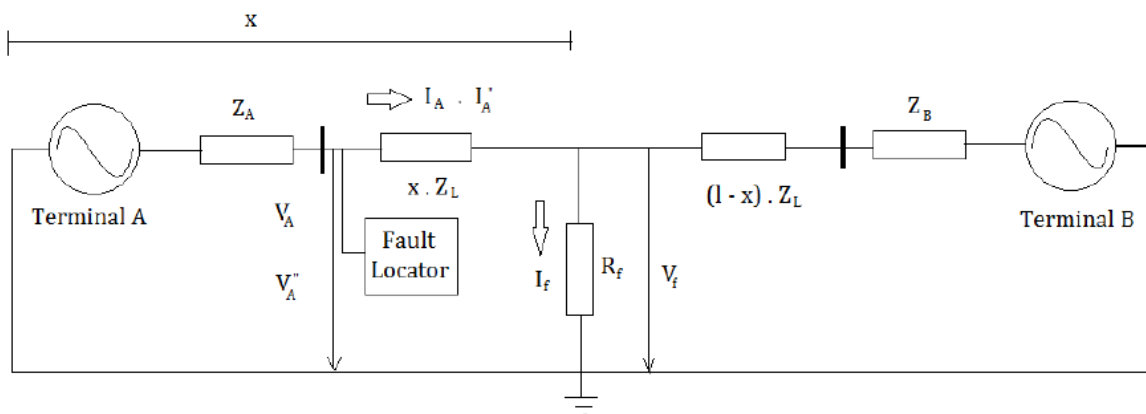 x
I_A . I_A'
Z_A
Z_B
x . Z_L
(l - x) . Z_L
Terminal A
Terminal B
V_A
Fault
Locator
V_A"
I_f
R_f
V_f